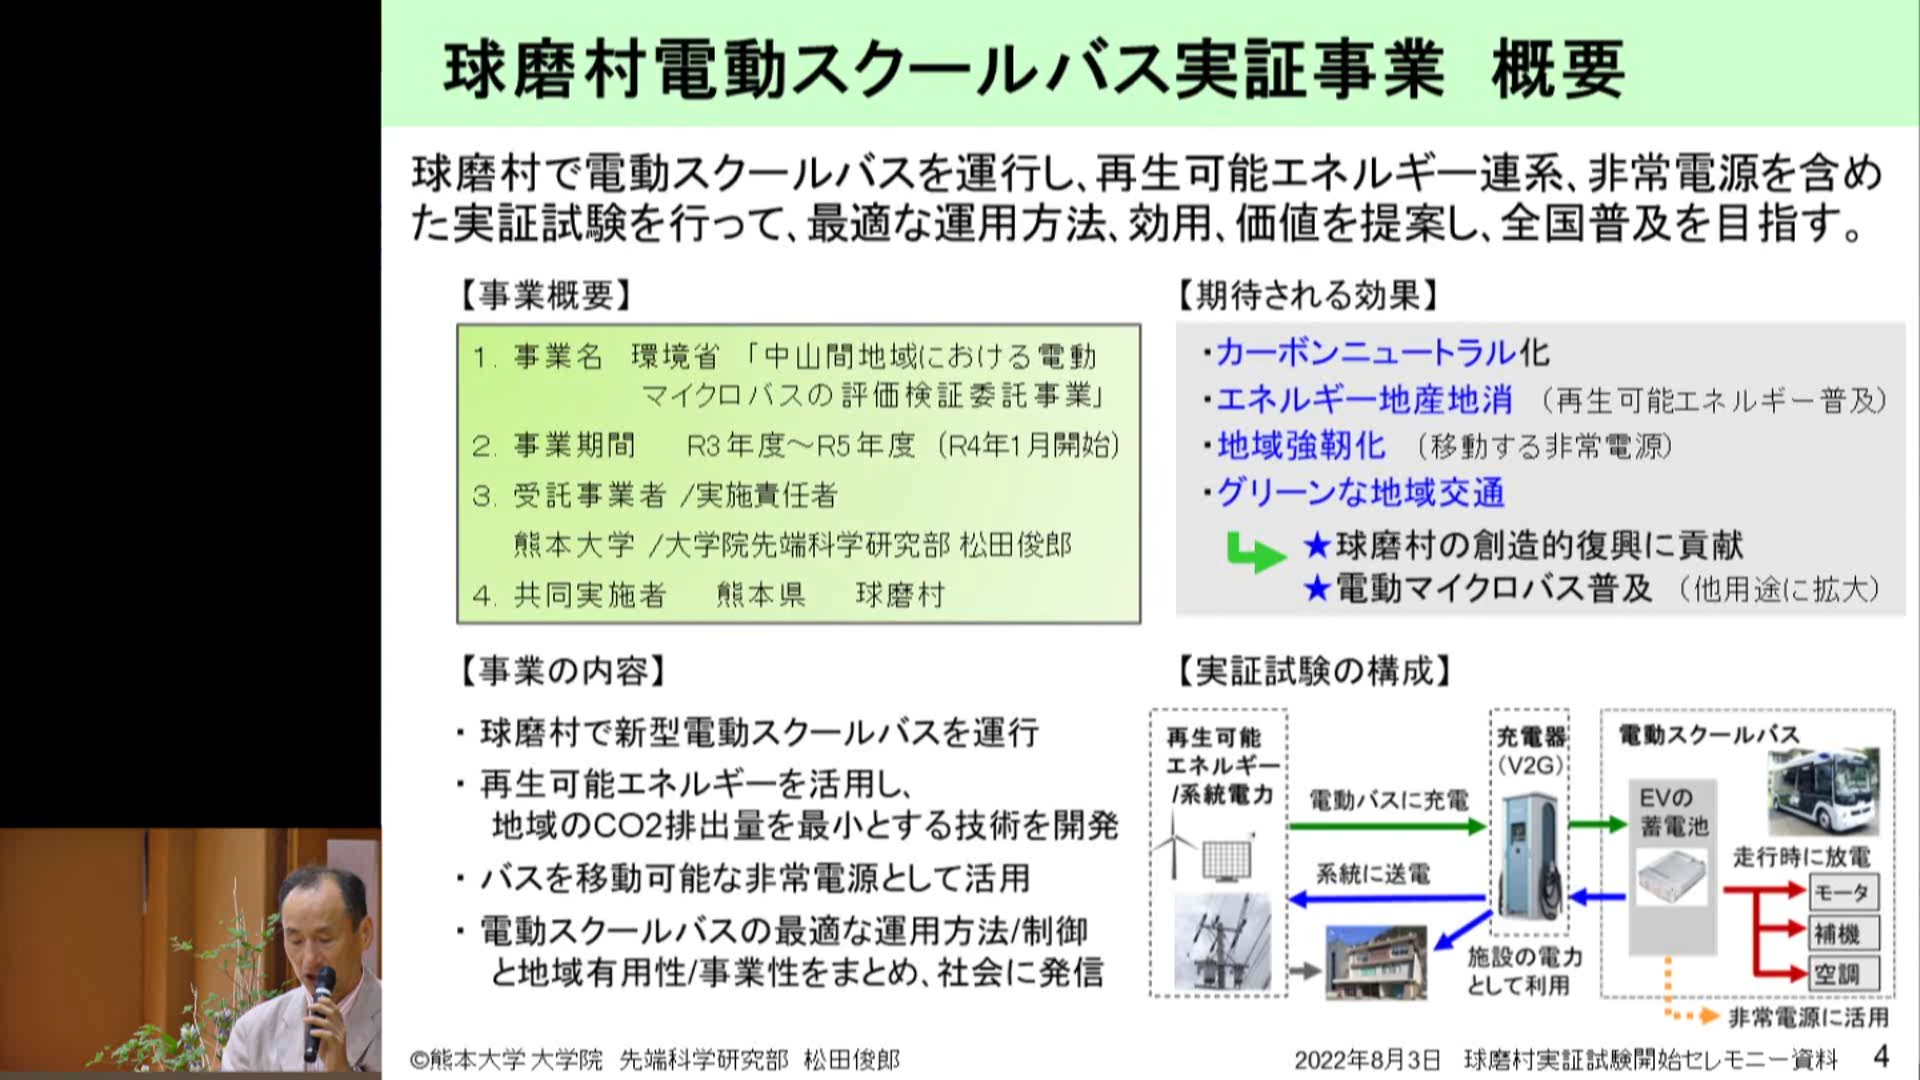 球磨村電動スクールバス実証事業 概要
球磨村で電動スクールバスを運行し、再生可能エネルギー連系、非常電源を含め
た実証試験を行って、最適な運用方法、効用、価値を提案し、全国普及を目指す。
【事業概要】
1. 事業名 環境省 「中山間地域における電動
マイクロバスの評価検証委託事業」
2. 事業期間 R3年度～R5年度 (R4年1月開始)
3. 受託事業者 /実施責任者
熊本大学 /大学院先端科学研究部 松田俊郎
4. 共同実施者 熊本県 球磨村
【期待される効果】
・カーボンニュートラル化
・エネルギー地産地消 (再生可能エネルギー普及)
・地域強靭化 (移動する非常電源)
・グリーンな地域交通
★球磨村の創造的復興に貢献
★電動マイクロバス普及 (他用途に拡大)
【事業の内容】
・ 球磨村で新型電動スクールバスを運行
・ 再生可能エネルギーを活用し、
地域のCO2排出量を最小とする技術を開発
・ バスを移動可能な非常電源として活用
・ 電動スクールバスの最適な運用方法/制御
と地域有用性/事業性をまとめ、社会に発信
【実証試験の構成】
再生可能
エネルギー
/系統電力
電動バスに充電
系統に送電
充電器
(V2G)
施設の電力
として利用
電動スクールバス
EVの
蓄電池
走行時に放電
モータ
補機
空調
非常電源に活用
©熊本大学 大学院 先端科学研究部 松田俊郎
2022年8月3日 球磨村実証試験開始セレモニー資料 4